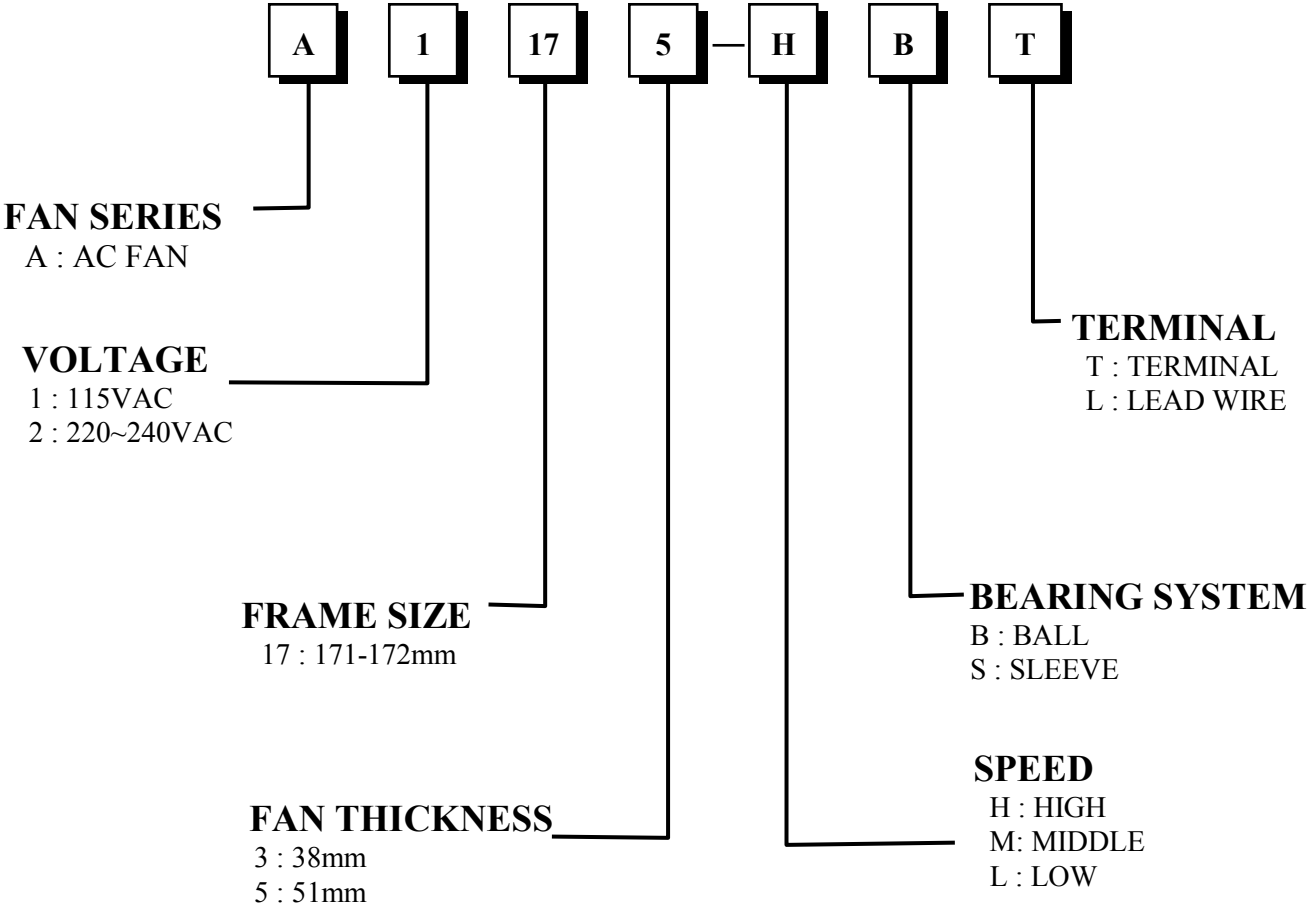 A 1 17 5 — H B T
FAN SERIES
A : AC FAN
VOLTAGE
1 : 115VAC
2 : 220~240VAC
FRAME SIZE
17 : 171-172mm
FAN THICKNESS
3 : 38mm
5 : 51mm
TERMINAL
T : TERMINAL
L : LEAD WIRE
BEARING SYSTEM
B : BALL
S : SLEEVE
SPEED
H : HIGH
M: MIDDLE
L : LOW